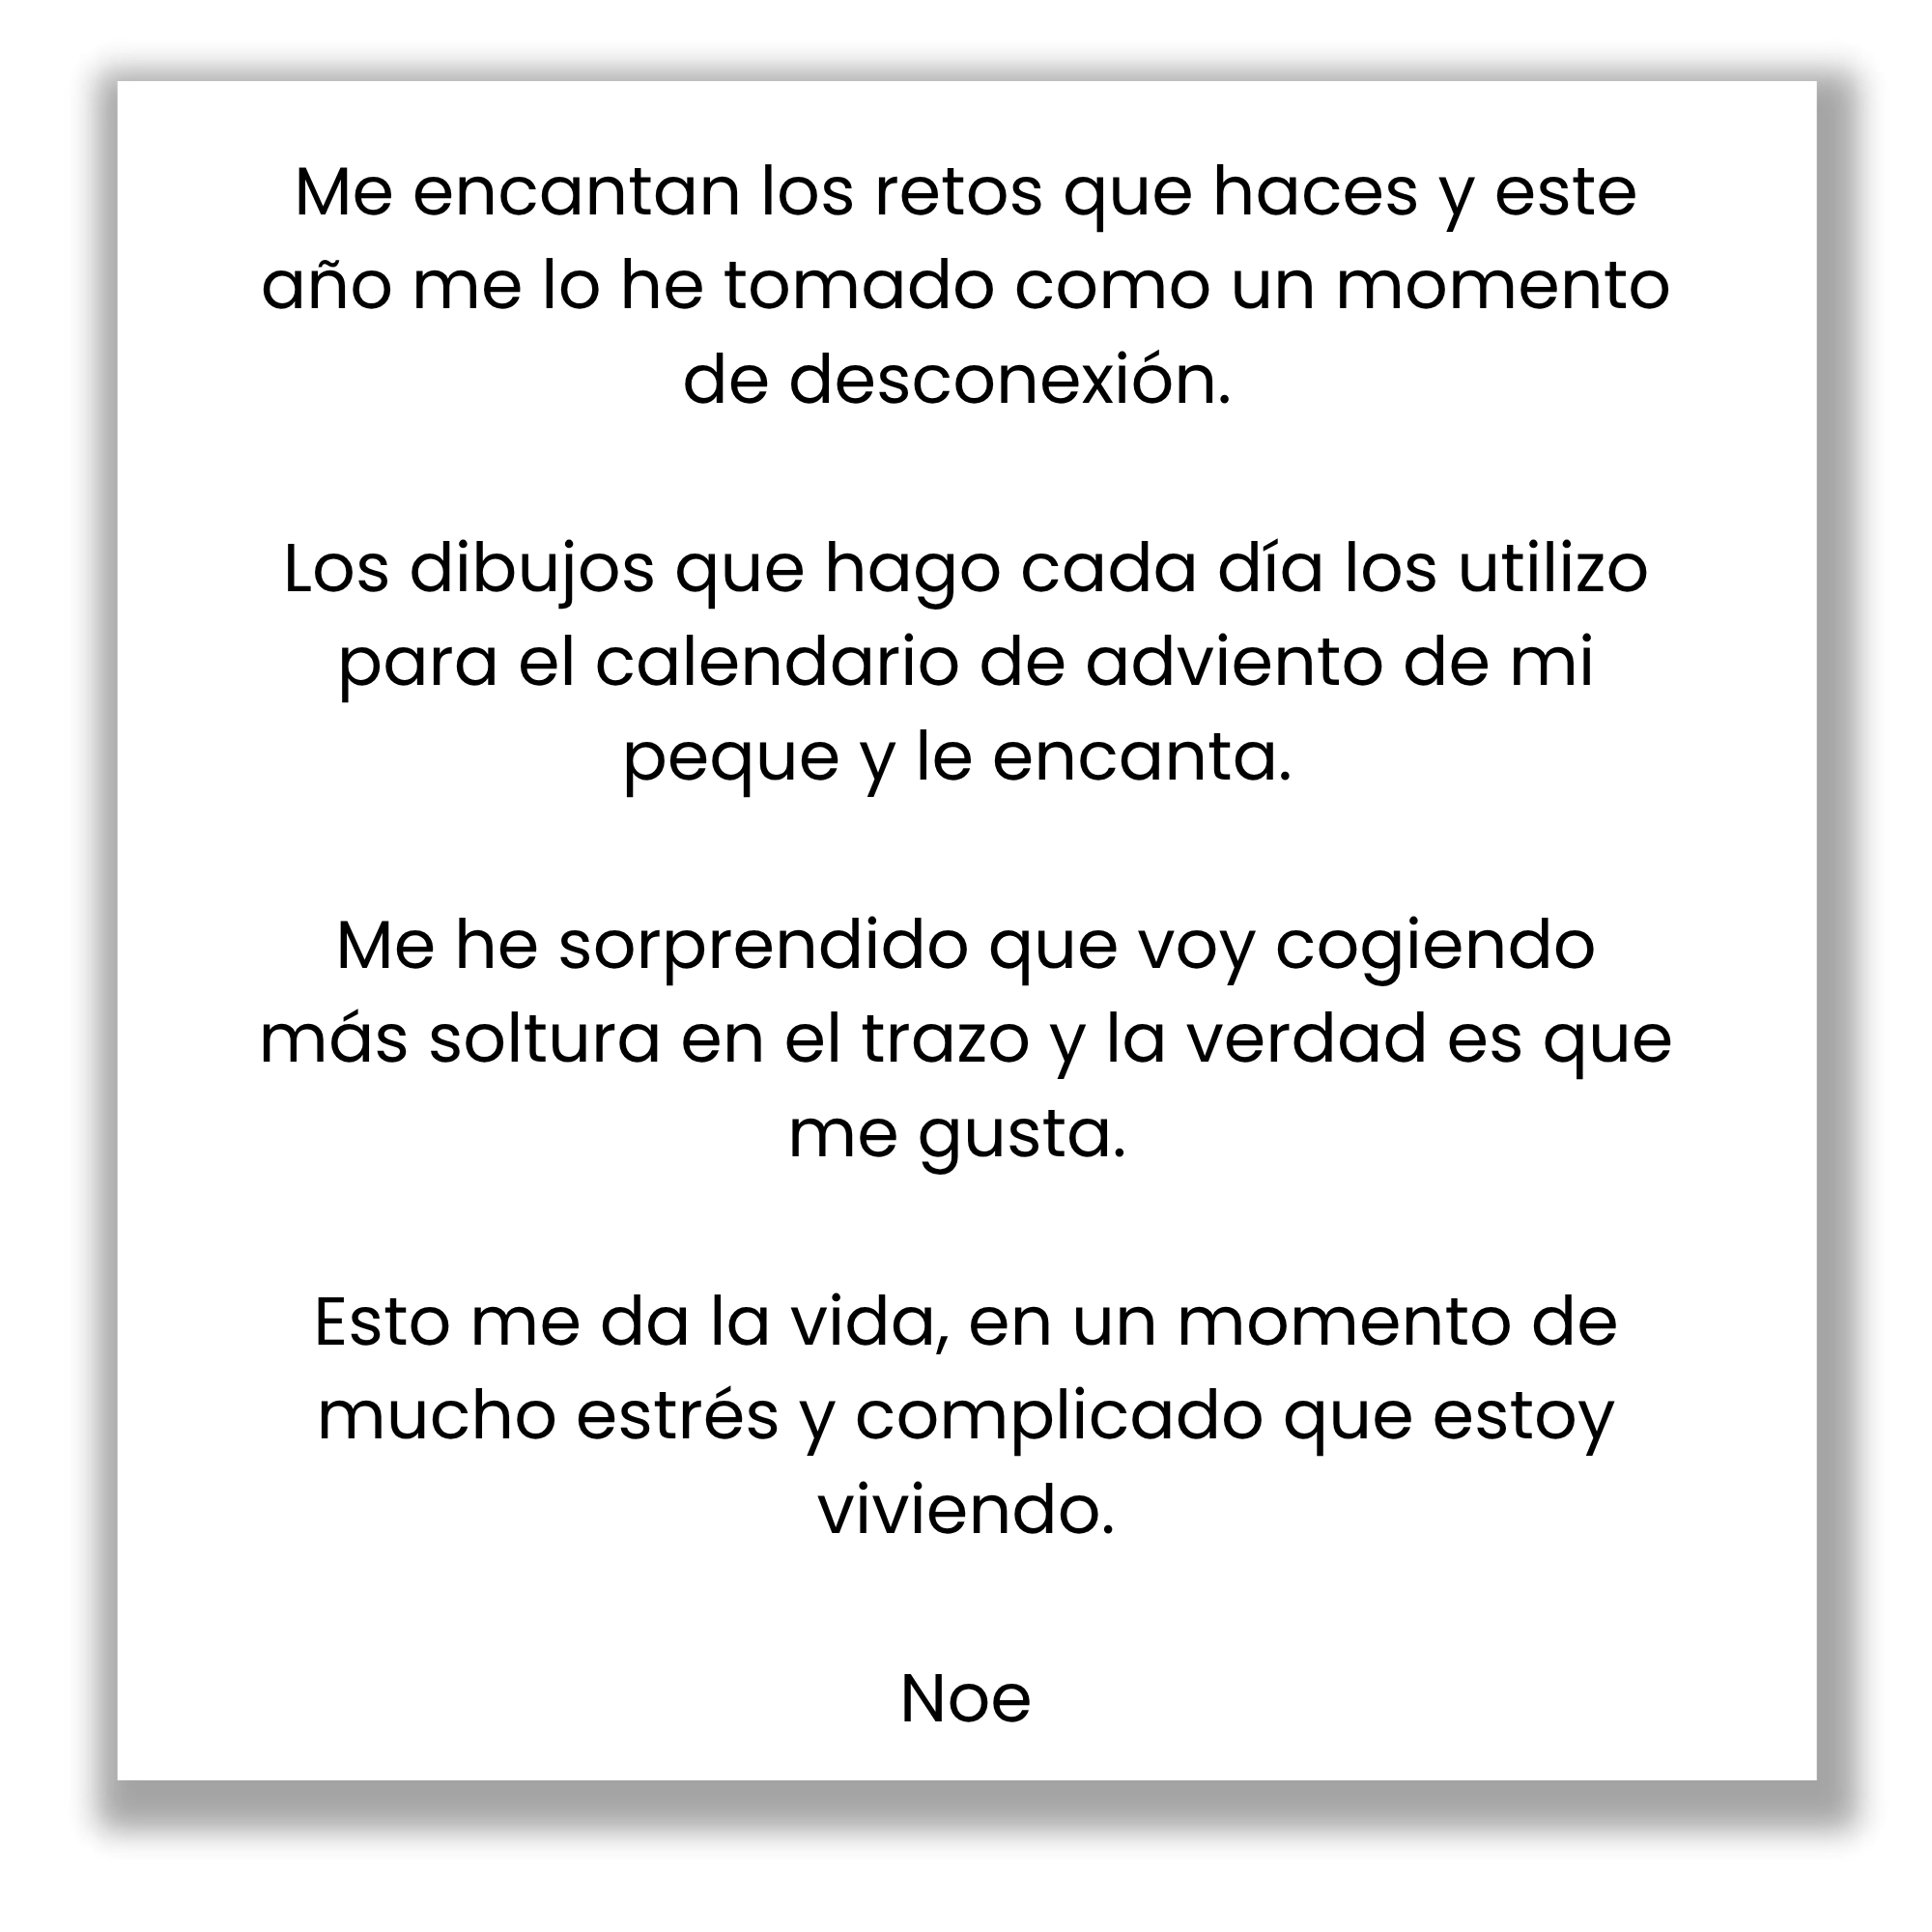 Me encantan los retos que haces y este
año me lo he tomado como un momento
de desconexión.
Los dibujos que hago cada día los utilizo
para el calendario de adviento de mi
peque y le encanta.
Me he sorprendido que voy cogiendo
más soltura en el trazo y la verdad es que
me gusta.
Esto me da la vida, en un momento de
mucho estrés y complicado que estoy
viviendo.
Noe